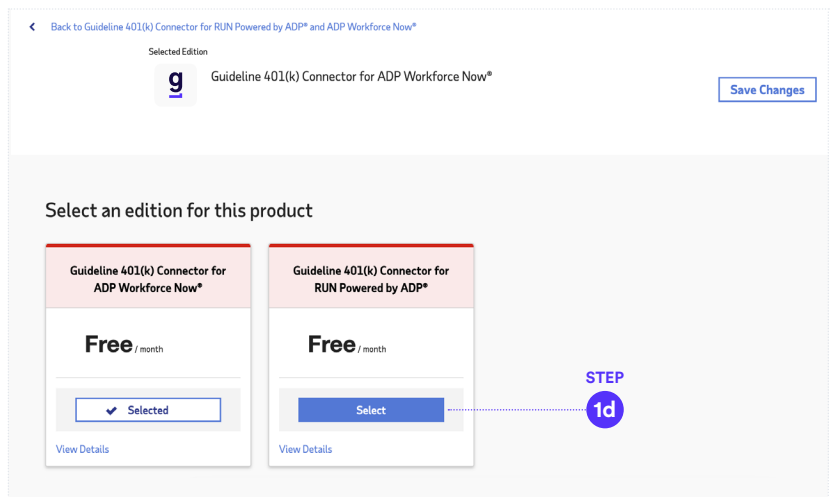 Back to Guideline 401(k) Connector for RUN Powered by ADP® and ADP Workforce Now®
Selected Edition
g
Guideline 401(k) Connector for ADP Workforce Now®
Save Changes
Select an edition for this product
Guideline 401(k) Connector for
ADP Workforce Now®
Free / month
Selected
View Details
Guideline 401(k) Connector for
RUN Powered by ADP®
Free / month
Select
View Details
STEP
1d